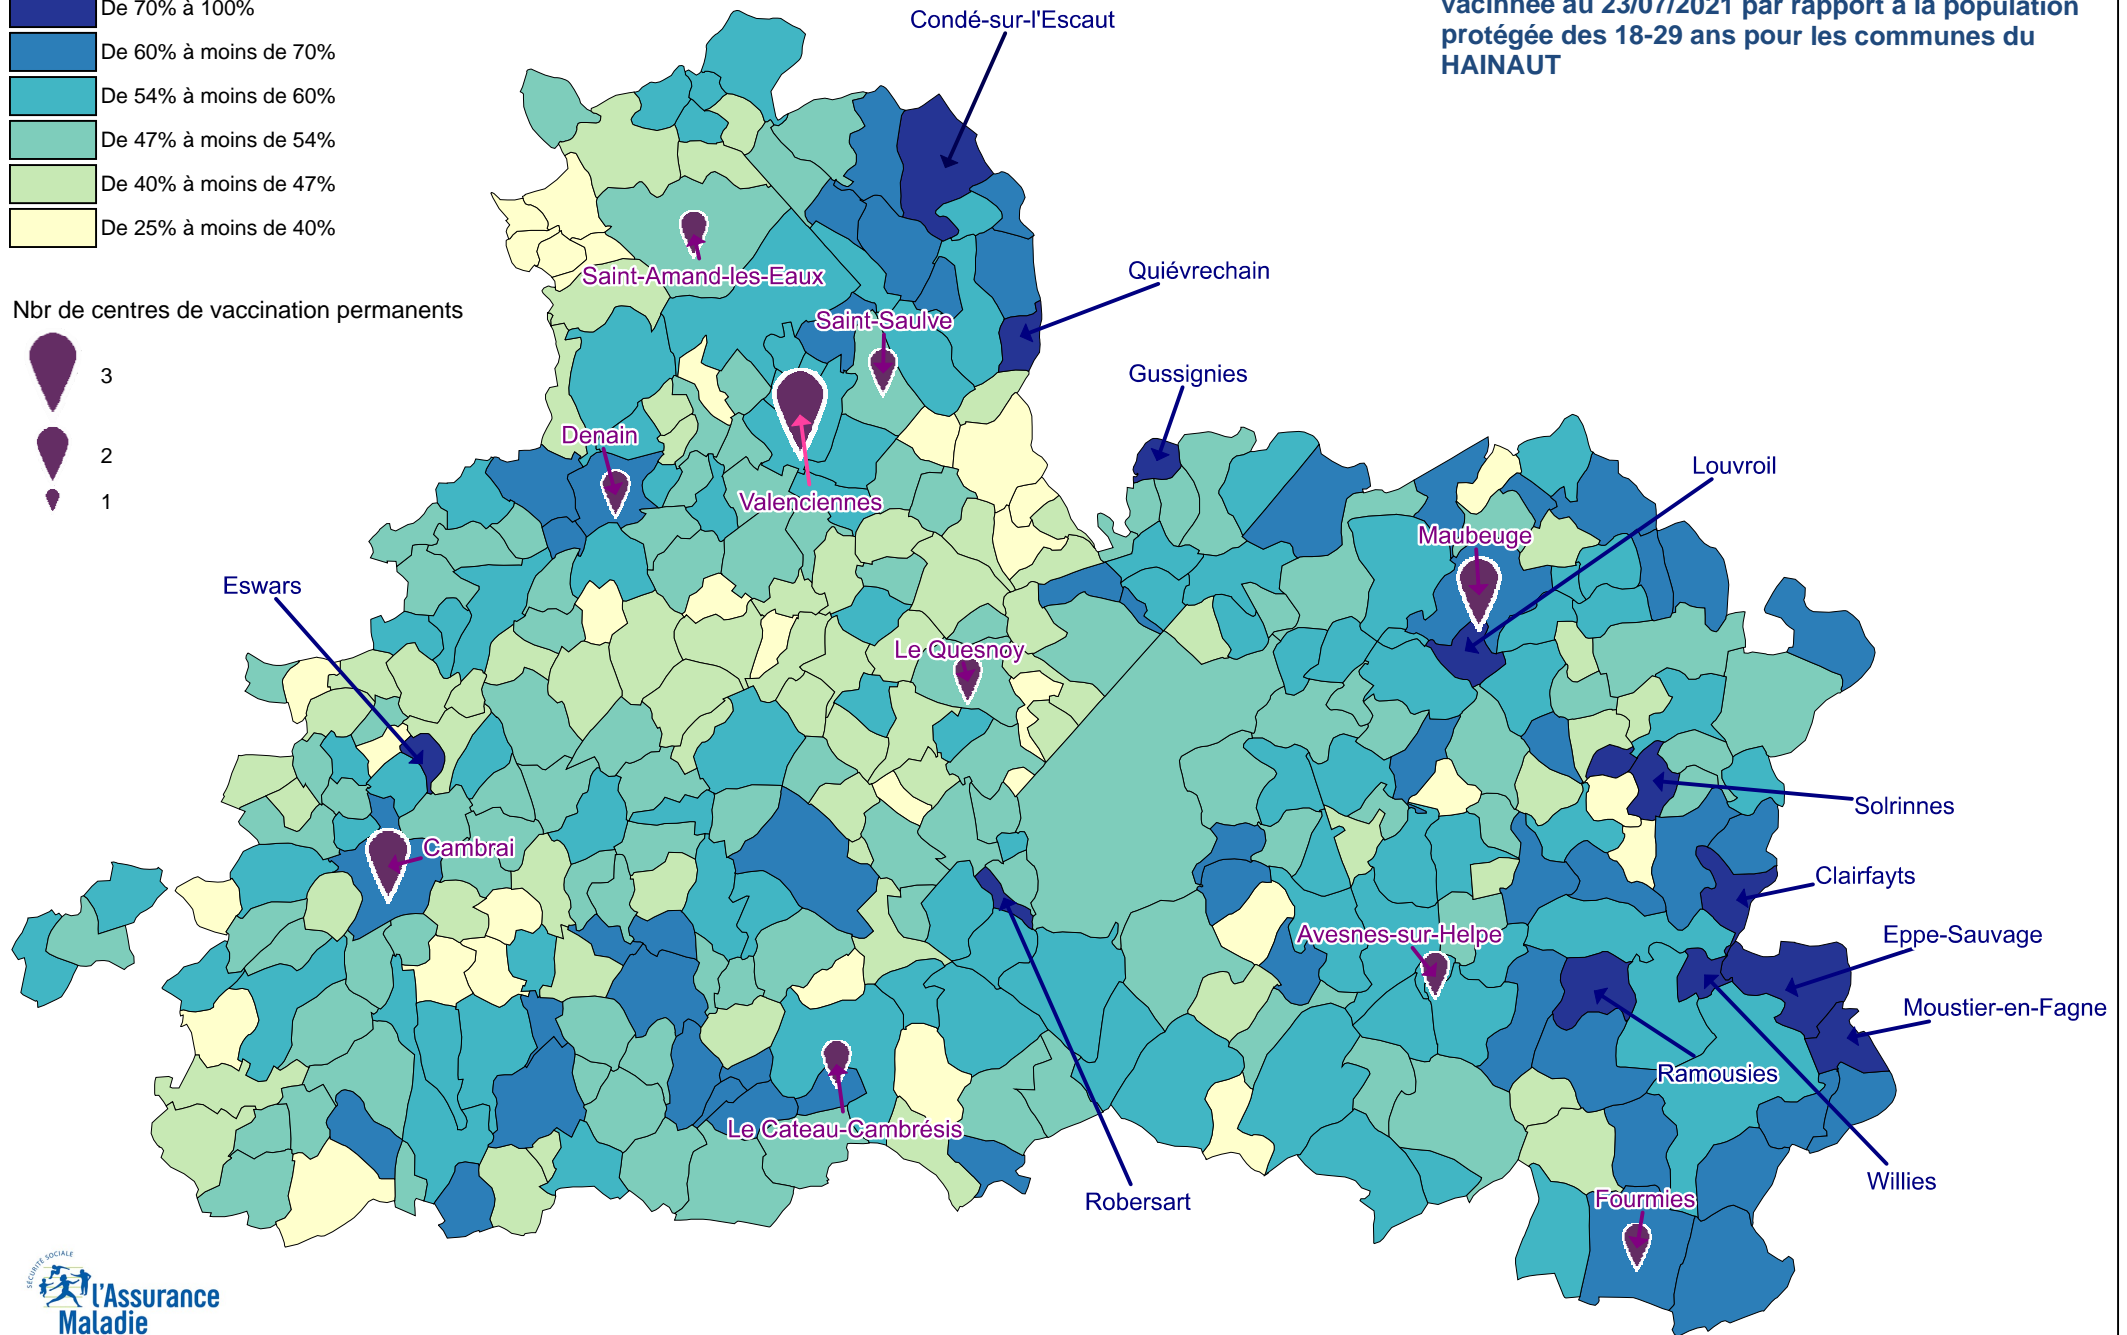 De 70% à 100%
De 60% à moins de 70%
De 54% à moins de 60%
De 47% à moins de 54%
De 40% à moins de 47%
De 25% à moins de 40%
Nbr de centres de vaccination permanents
3
2
1
vacinnée au 23/07/2021 par rapport à la population
protégée des 18-29 ans pour les communes du
HAINAUT
Condé-sur-l'Escaut
Saint-Amand-les-Eaux
Quiévrechain
Saint-Saulve
Gussignies
Denain
Louvroil
Valenciennes
Maubeuge
Eswars
Le Quesnoy
Solrinnes
Cambrai
Clairfayts
Avesnes-sur-Helpe
Eppe-Sauvage
Moustier-en-Fagne
Ramousies
Le Cateau-Cambrésis
Willies
Robersart
Fourmies
SÉCURITÉ SOCIALE
l'Assurance
Maladie